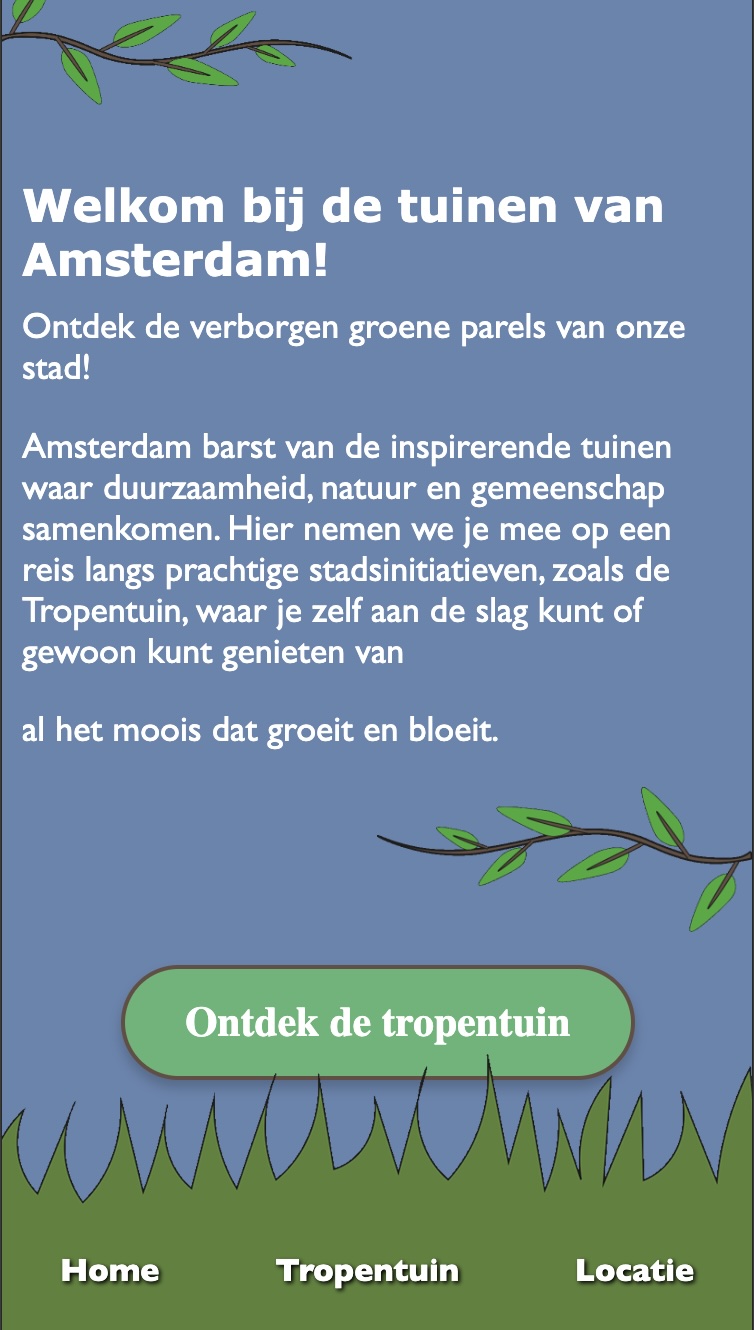 Welkom bij de tuinen van
Amsterdam!
Ontdek de verborgen groene parels van onze
stad!
Amsterdam barst van de inspirerende tuinen
waar duurzaamheid, natuur en gemeenschap
samenkomen. Hier nemen we je mee op een
reis langs prachtige stadsinitiatieven, zoals de
Tropentuin, waar je zelf aan de slag kunt of
gewoon kunt genieten van
al het moois dat groeit en bloeit.
Ontdek de tropentuin
Home
Tropentuin
Locatie